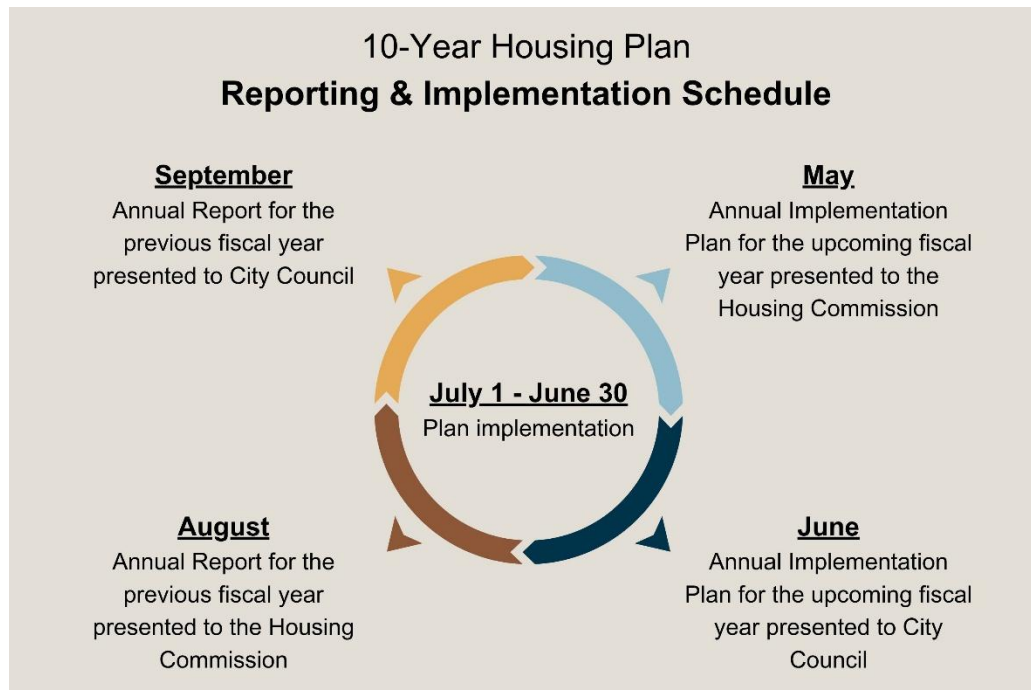 10-Year Housing Plan
Reporting & Implementation Schedule
September
Annual Report for the
previous fiscal year
presented to City Council
May
Annual Implementation
Plan for the upcoming fiscal
year presented to the
Housing Commission
July 1 - June 30
Plan implementation
August
Annual Report for the
previous fiscal year
presented to the Housing
Commission
June
Annual Implementation
Plan for the upcoming fiscal
year presented to City
Council